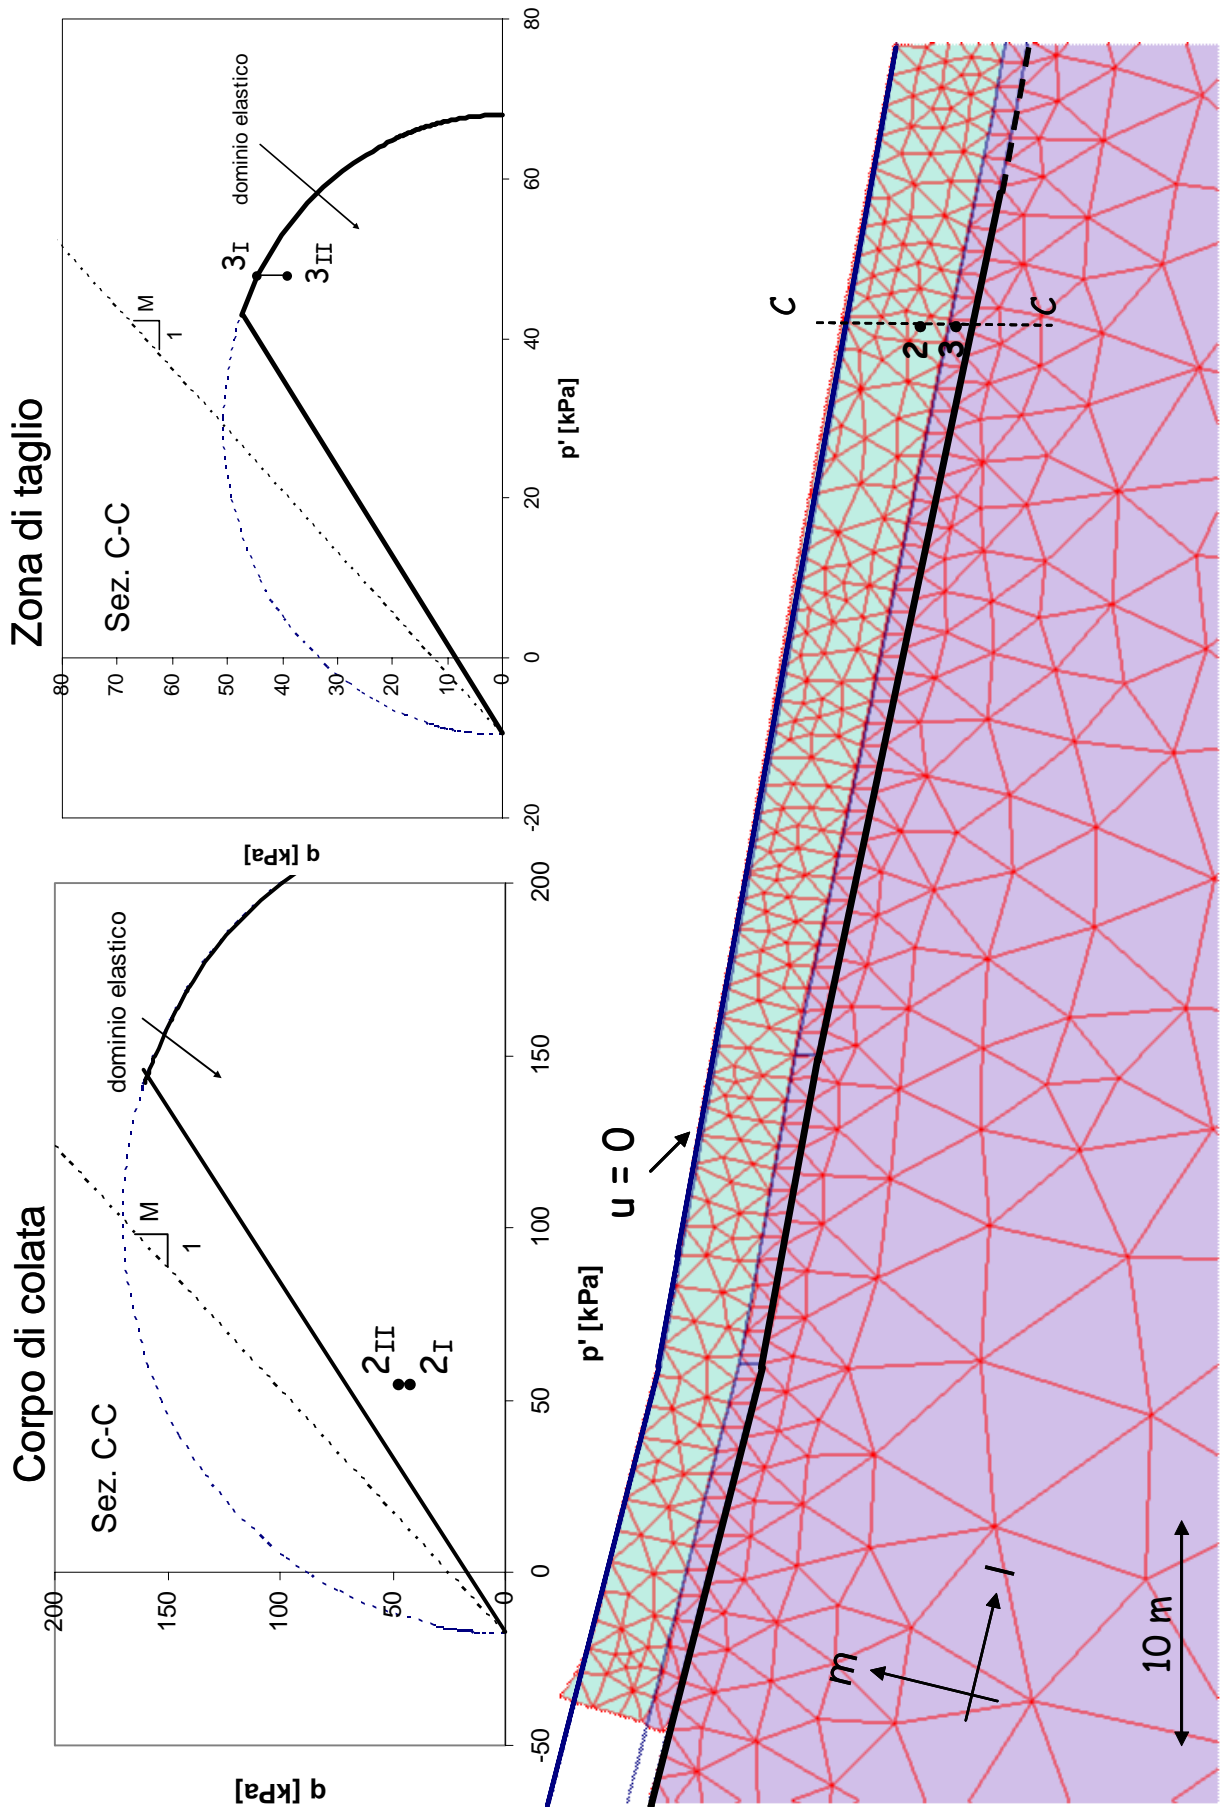 Corpo di colata
Sez. C-C
dominio elastico
M
1
2II
2I
200
150
100
50
0
-50
0
50
100
150
200
q [kPa]
p' [kPa]
Zona di taglio
Sez. C-C
dominio elastico
M
1
3I
3II
80
70
60
50
40
30
20
10
0
-20
0
20
40
60
80
q [kPa]
p' [kPa]
u = 0
C
2
3
C
m
l
10 m